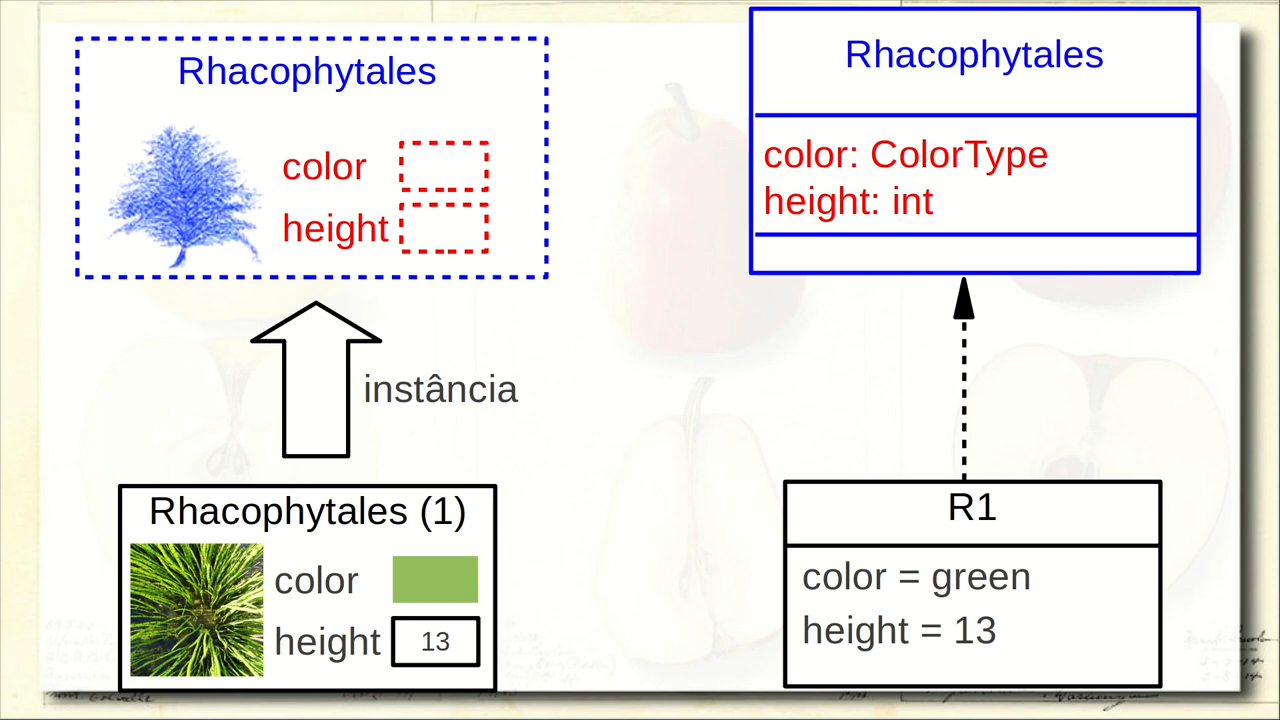 Rhacophytales
color
height
instância
Rhacophytales (1)
color
height
13
Rhacophytales
color: ColorType
height: int
R1
color = green
height = 13